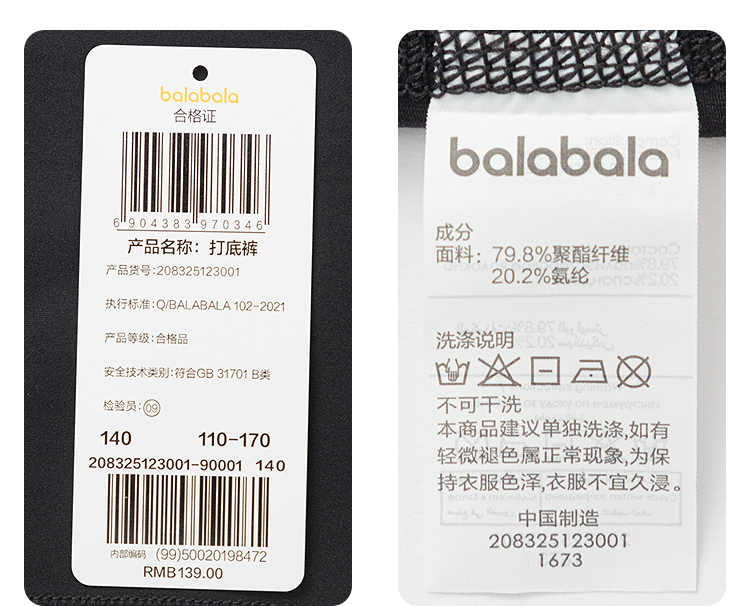 balabala
合格证
6 904383 970346
产品名称：打底裤
产品货号：208325123001
执行标准：Q/BALABALA 102-2021
产品等级：合格品
安全技术类别：符合GB 31701 B类
检验员：09
140 110-170
208325123001-90001 140
内部编码 (99)50020198472
RMB139.00
balabala
成分
面料：79.8%聚酯纤维
20.2%氨纶
洗涤说明
不可干洗
本商品建议单独洗涤,如有
轻微褪色属正常现象,为保
持衣服色泽,衣服不宜久浸。
中国制造
208325123001
1673